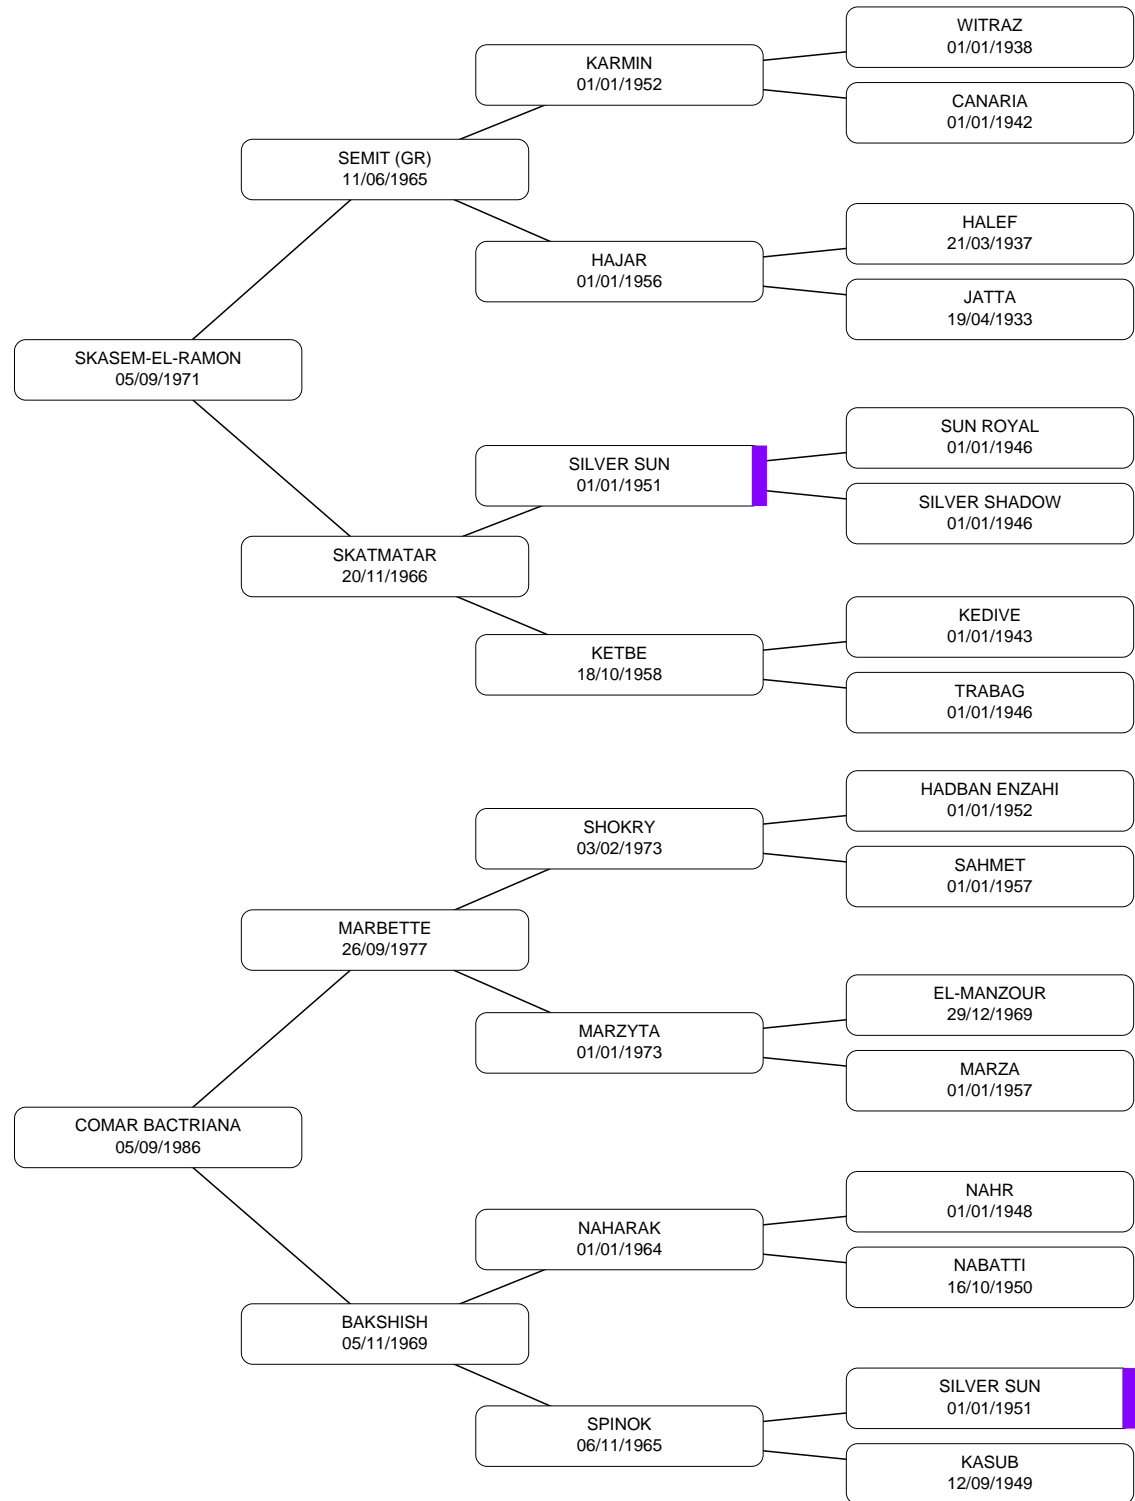 WITRAZ
01/01/1938
KARMIN
01/01/1952
CANARIA
01/01/1942
SEMIT (GR)
11/06/1965
HALEF
21/03/1937
HAJAR
01/01/1956
JATTA
19/04/1933
SKASEM-EL-RAMON
05/09/1971
SUN ROYAL
01/01/1946
SILVER SUN
01/01/1951
SILVER SHADOW
01/01/1946
SKATMATAR
20/11/1966
KEDIVE
01/01/1943
KETBE
18/10/1958
TRABAG
01/01/1946
HADBAN ENZAHI
01/01/1952
SHOKRY
03/02/1973
SAHMET
01/01/1957
MARBETTE
26/09/1977
EL-MANZOUR
29/12/1969
MARZYTA
01/01/1973
MARZA
01/01/1957
COMAR BACTRIANA
05/09/1986
NAHR
01/01/1948
NAHARAK
01/01/1964
NABATTI
16/10/1950
BAKSHISH
05/11/1969
SILVER SUN
01/01/1951
SPINOK
06/11/1965
KASUB
12/09/1949